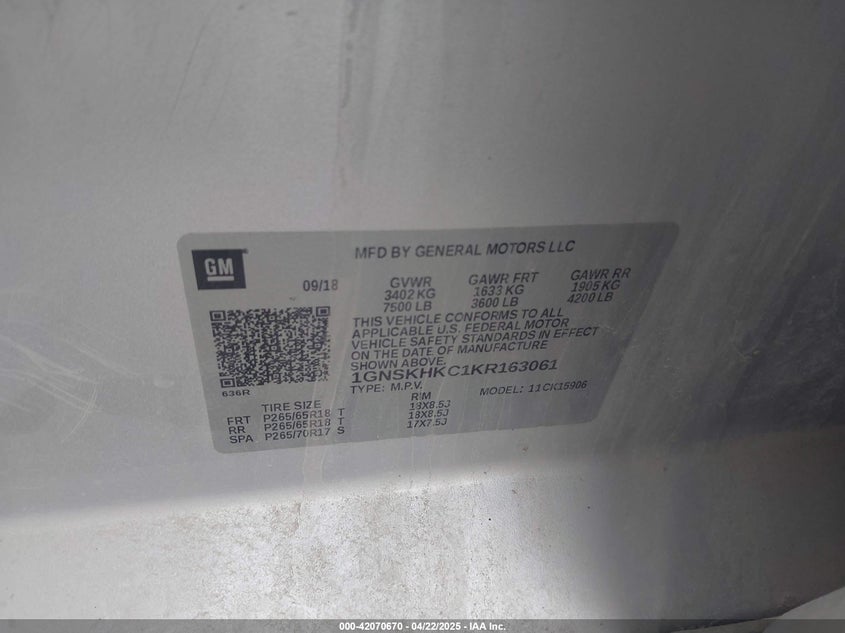 GM
MFD BY GENERAL MOTORS LLC
09/18
GVWR
3402 KG
7500 LB
GAWR FRT
1633 KG
3600 LB
GAWR RR
1905 KG
4200 LB
THIS VEHICLE CONFORMS TO ALL
APPLICABLE U.S. FEDERAL MOTOR
VEHICLE SAFETY STANDARDS IN EFFECT
ON THE DATE OF MANUFACTURE
SHOWN ABOVE.
1GNSKHKC1KR163061
TYPE: M.P.V.
MODEL: 11CK15906
636R
TIRE SIZE RIM
FRT P265/65R18 T 18X8.5J
RR P265/65R18 T 18X8.5J
SPA P265/70R17 S 17X7.5J
000-42070670 - 04/22/2025 - IAA Inc.